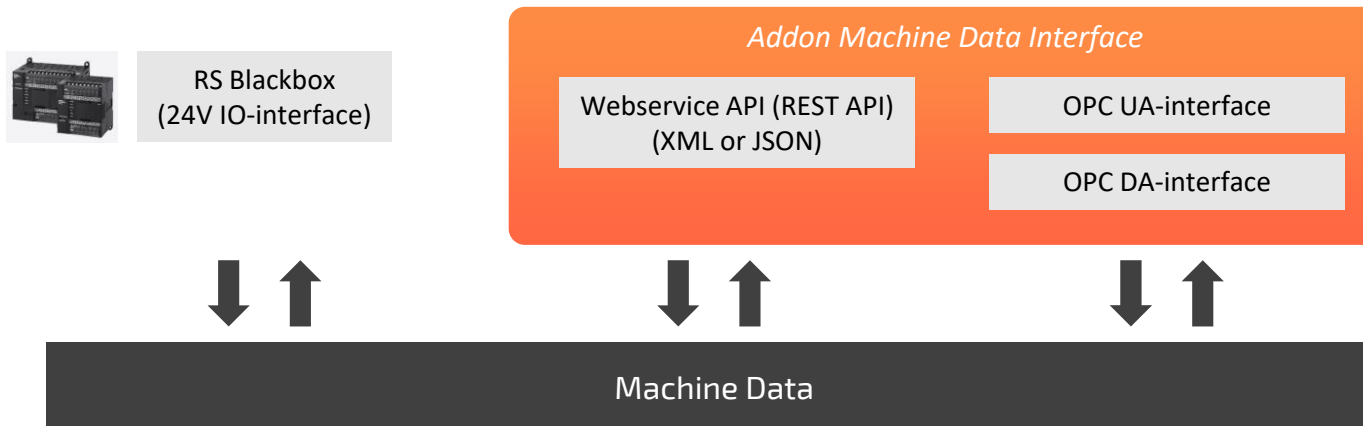 Addon Machine Data Interface
RS Blackbox
(24V IO-interface)
Webservice API (REST API)
(XML or JSON)
OPC UA-interface
OPC DA-interface
Machine Data